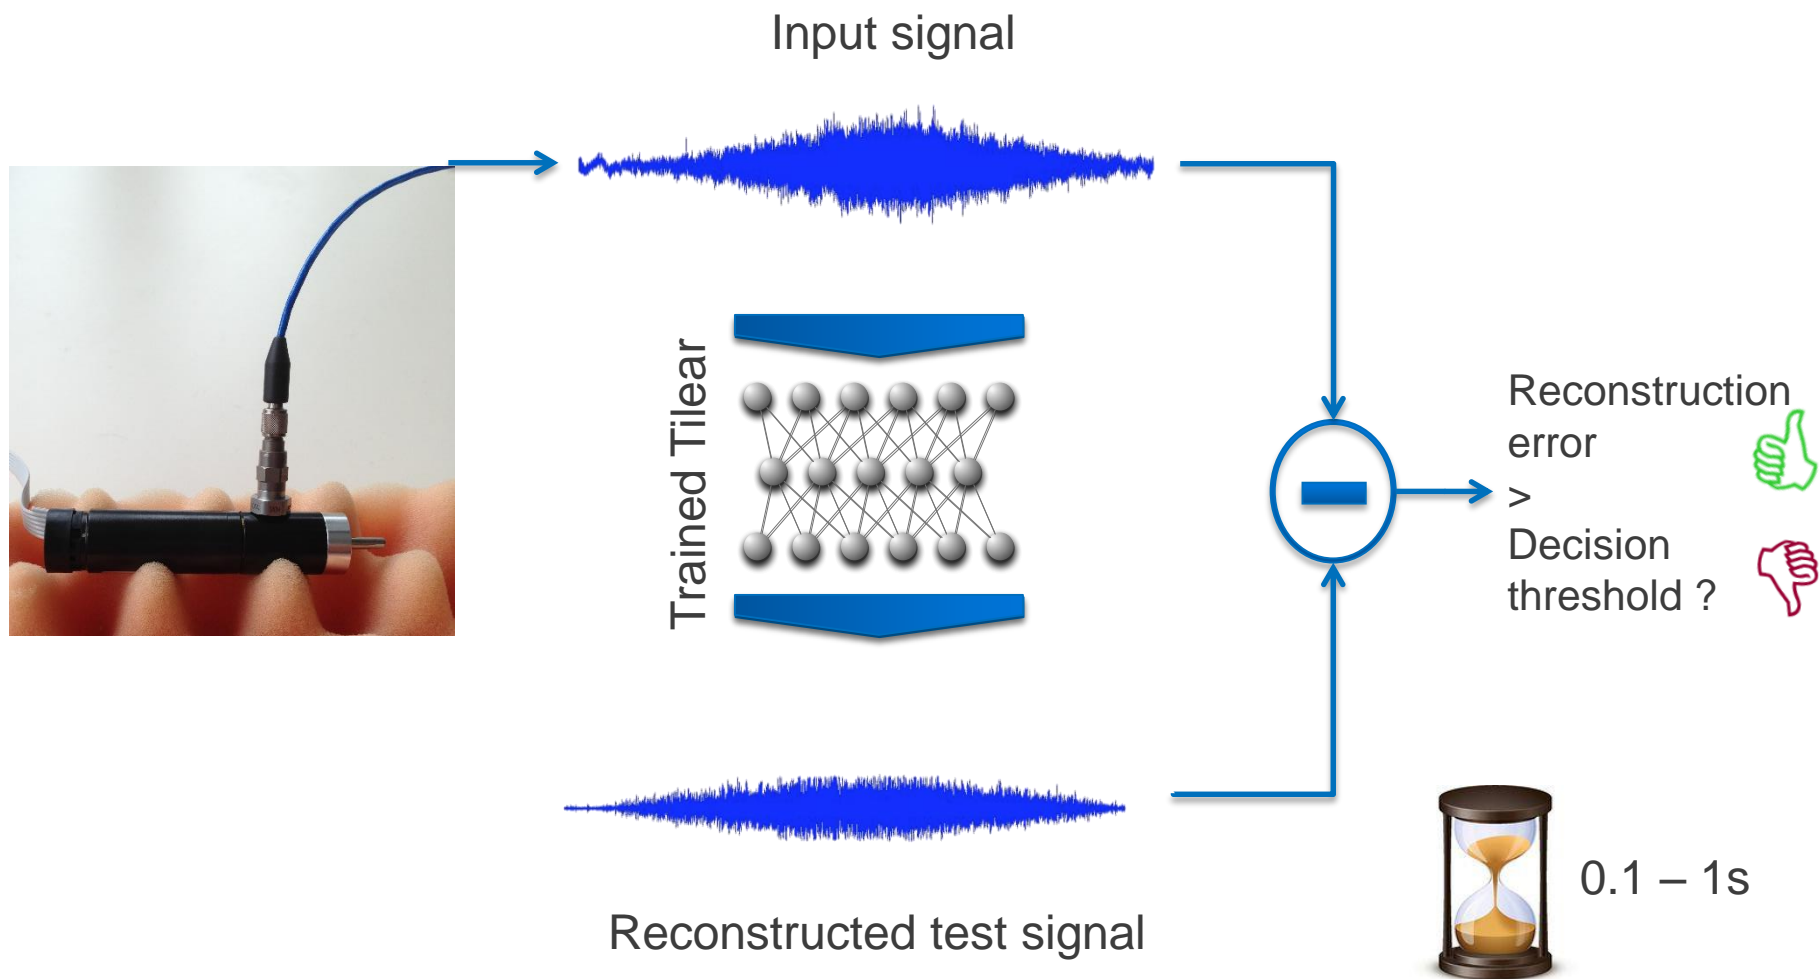 Input signal
Trained Tilear
Reconstruction
error
>
Decision
threshold ?
0.1 – 1s
Reconstructed test signal